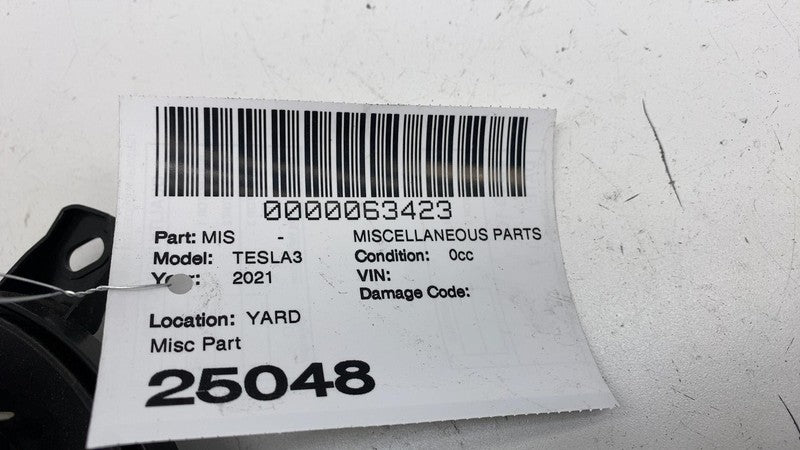 0000063423
Part: MIS - MISCELLANEOUS PARTS
Model: TESLA3 Condition: 0cc
Year: 2021 VIN:
Damage Code:
Location: YARD
Misc Part
25048